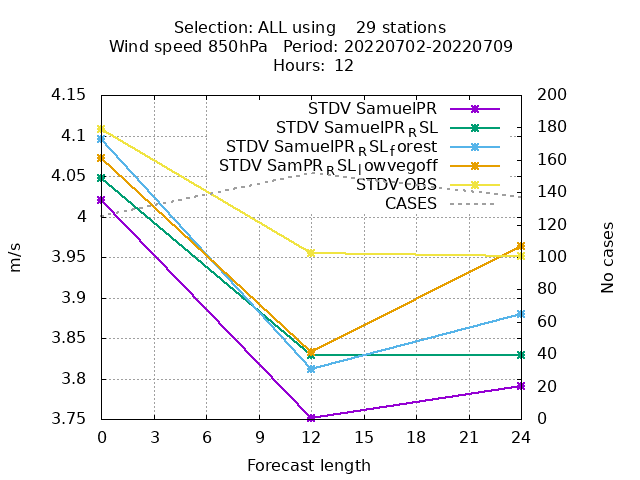 Selection: ALL using    29 stations
Wind speed 850hPa   Period: 20220702-20220709
Hours:  12
4.15
4.1
4.05
4
3.95
3.9
3.85
3.8
3.75
200
180
160
140
120
100
80
60
40
20
0
STDV SamuelPR
STDV SamuelPR_RSL
STDV SamuelPR_RSL_forest
STDV SamPR_RSL_lowvegoff
STDV OBS
CASES
m/s
No cases
0 3 6 9 12 15 18 21 24
Forecast length